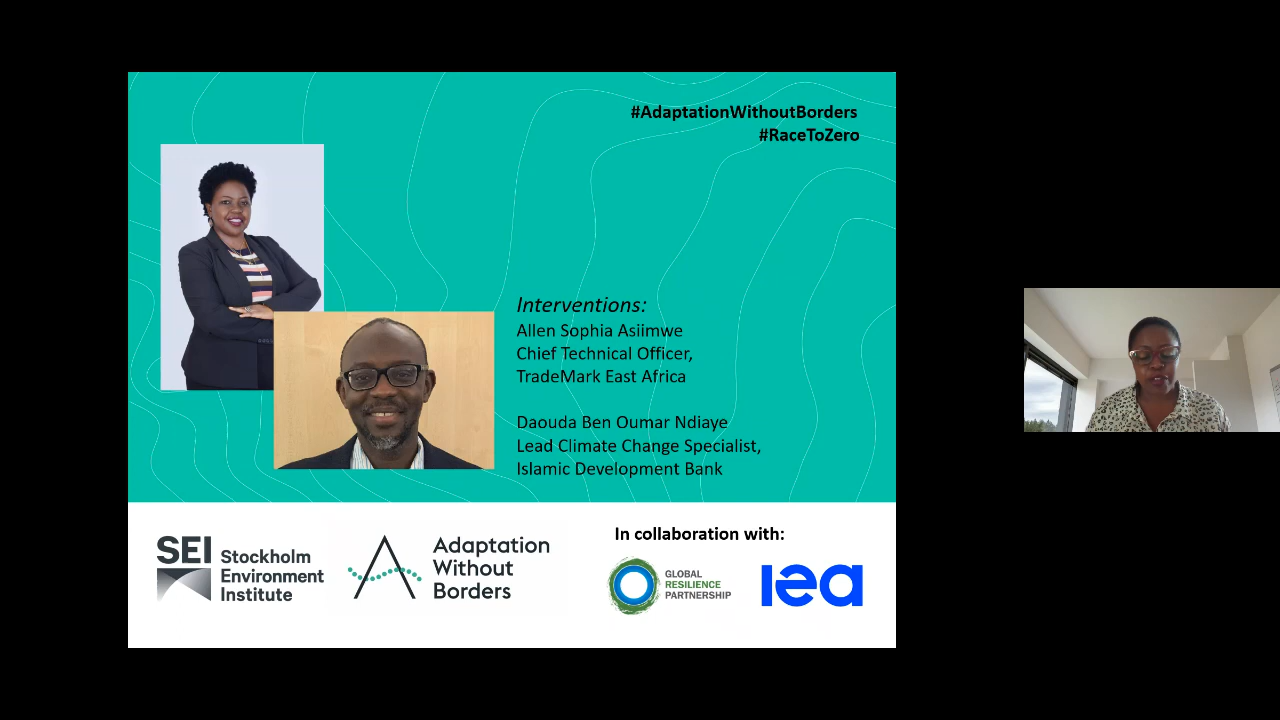 #AdaptationWithoutBorders
#RaceToZero
Interventions:
Allen Sophia Asiimwe
Chief Technical Officer,
TradeMark East Africa
Daouda Ben Oumar Ndiaye
Lead Climate Change Specialist,
Islamic Development Bank
SEI Stockholm
Environment
Institute
Adaptation
Without
Borders
In collaboration with:
GLOBAL
RESILIENCE
PARTNERSHIP
iea